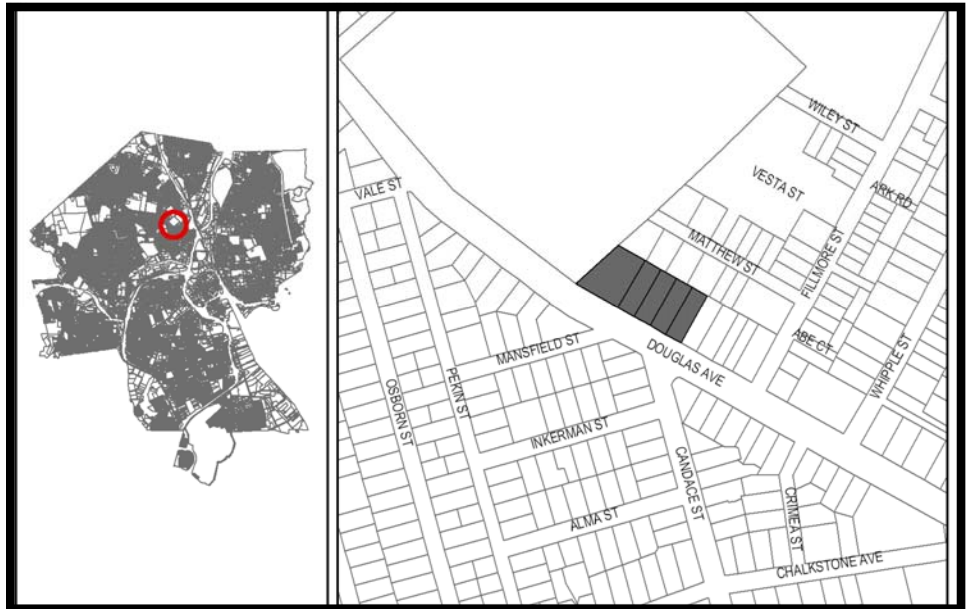 WILEY ST
VESTA ST
ARK RD
VALE ST
MATTHEW ST
FILLMORE ST
ABE CT
MANSFIELD ST
DOUGLAS AVE
WHIPPLE ST
OSBORN ST
PEKIN ST
INKERMAN ST
CANDACE ST
CRIMEA ST
ALMA ST
CHALKSTONE AVE